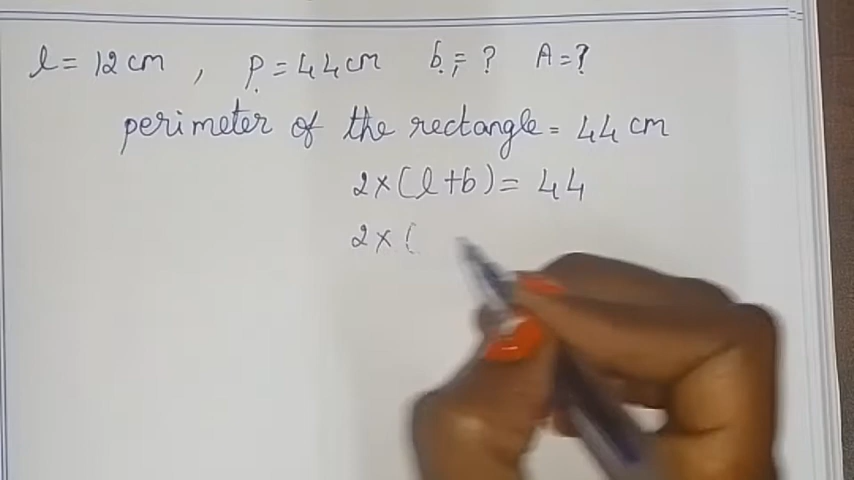 l = 12 cm , p = 44 cm b = ? A = ?
perimeter of the rectangle = 44 cm
2 × (l + b) = 44
2 × (